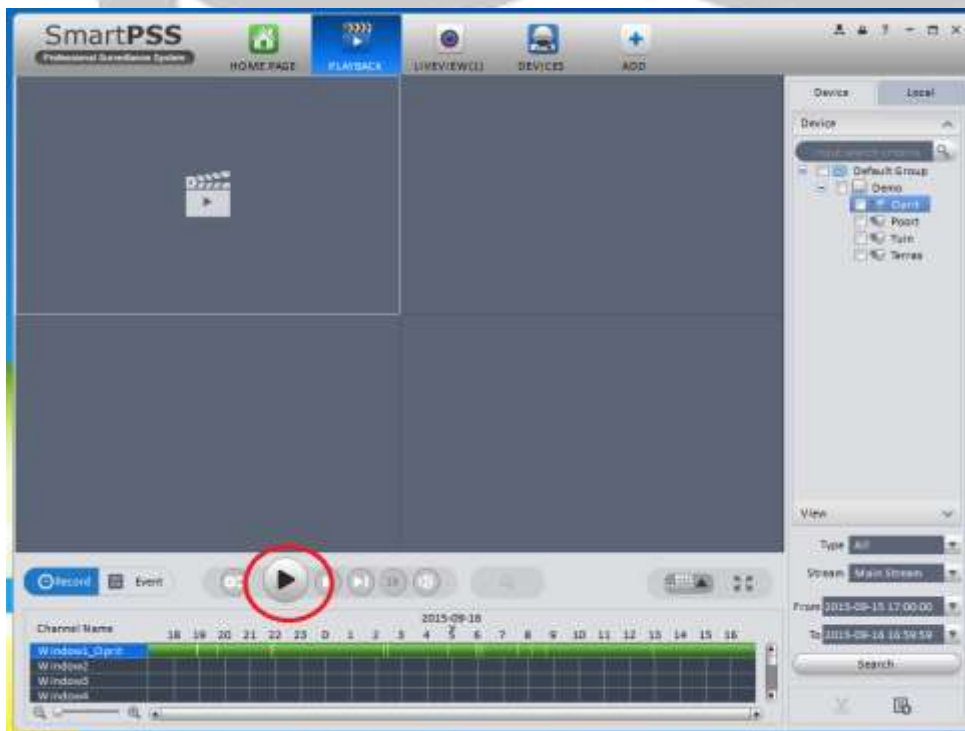 SmartPSS
Professional Surveillance System
HOME PAGE
PLAYBACK
LIVEVIEW(1)
DEVICES
ADD
?
Device
Local
Device
Default Group
Demo
Oprit
Poort
Tuin
Terras
View
Type All
Stream Main Stream
From 2015-09-15 17:00:00
To 2015-09-16 16:59:59
Search
Record
Event
2015-09-16
Channel Name
18 19 20 21 22 23 0 1 2 3 4 5 6 7 8 9 10 11 12 13 14 15 16
Window1_Oprit
Window2
Window3
Window4